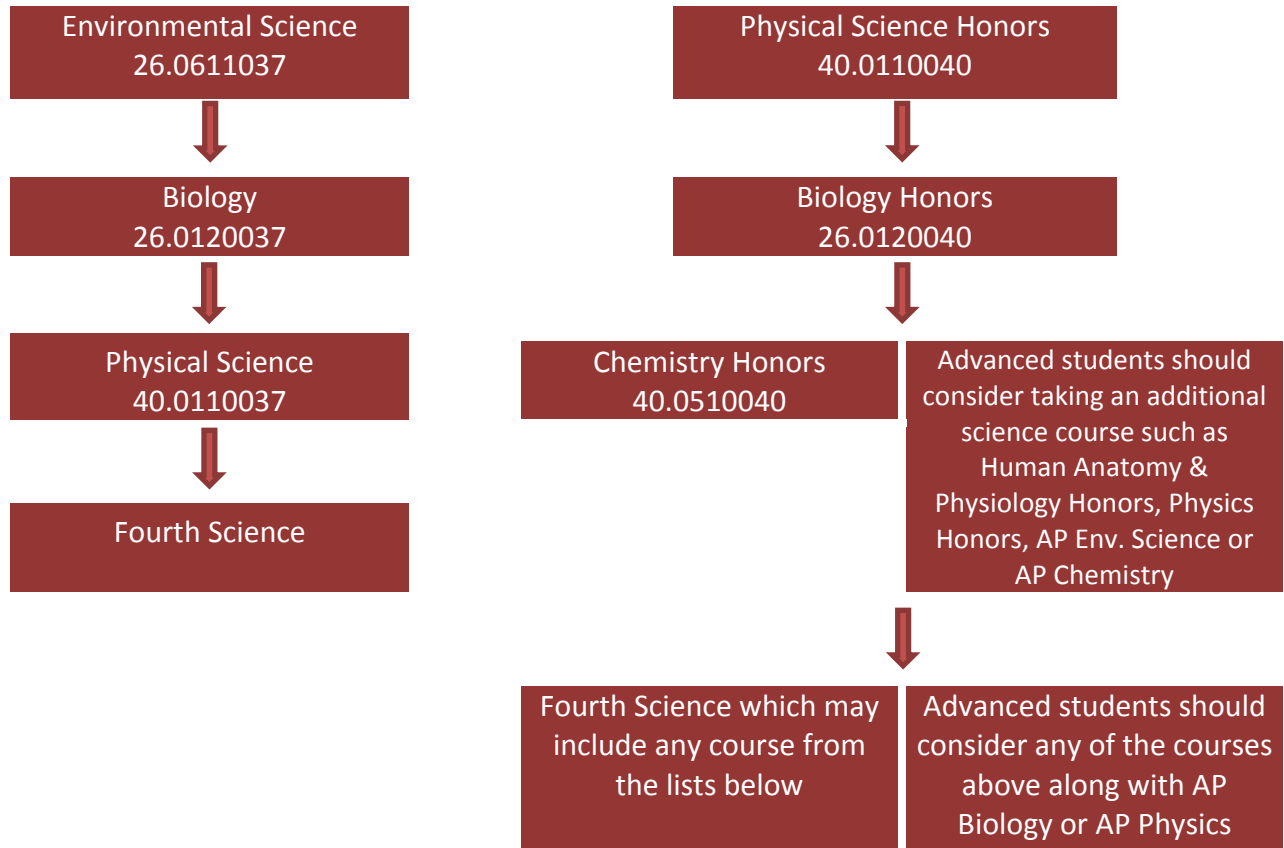 Environmental Science
26.0611037
Biology
26.0120037
Physical Science
40.0110037
Fourth Science
Physical Science Honors
40.0110040
Biology Honors
26.0120040
Chemistry Honors
40.0510040
Advanced students should
consider taking an additional
science course such as
Human Anatomy &
Physiology Honors, Physics
Honors, AP Env. Science or
AP Chemistry
Fourth Science which may
include any course from
the lists below
Advanced students should
consider any of the courses
above along with AP
Biology or AP Physics